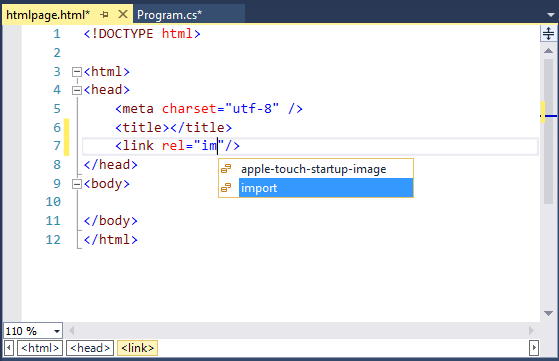 htmlpage.html*
Program.cs*
1 <!DOCTYPE html>
2
3 <html>
4 <head>
5 <meta charset="utf-8" />
6 <title></title>
7 <link rel="im"/>
apple-touch-startup-image
import
8 </head>
9 <body>
10
11 </body>
12 </html>
110 %
<html> <head> <link>